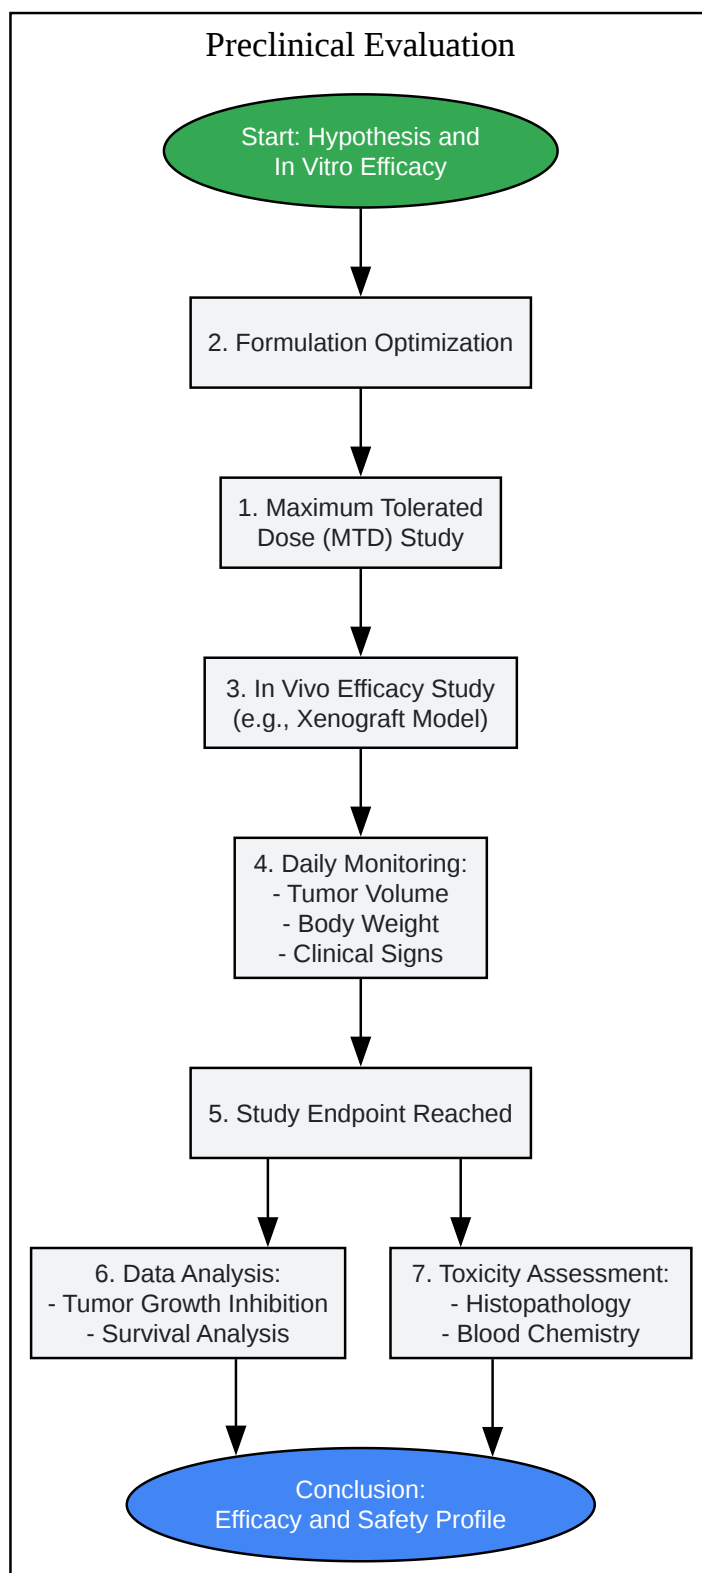 Preclinical Evaluation
Start: Hypothesis and
In Vitro Efficacy
2. Formulation Optimization
1. Maximum Tolerated
Dose (MTD) Study
3. In Vivo Efficacy Study
(e.g., Xenograft Model)
4. Daily Monitoring:
- Tumor Volume
- Body Weight
- Clinical Signs
5. Study Endpoint Reached
6. Data Analysis:
- Tumor Growth Inhibition
- Survival Analysis
7. Toxicity Assessment:
- Histopathology
- Blood Chemistry
Conclusion:
Efficacy and Safety Profile